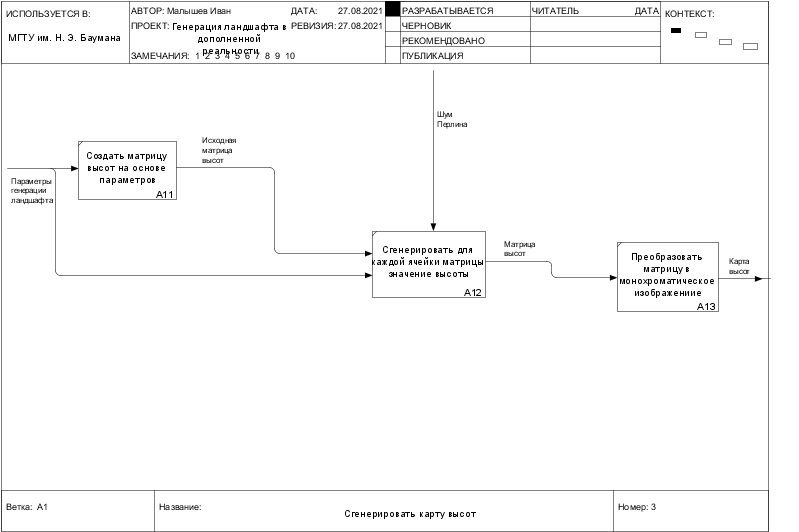 ИСПОЛЬЗУЕТСЯ В:
МГТУ им. Н. Э. Баумана
АВТОР: Малышев Иван
ДАТА: 27.08.2021
ПРОЕКТ: Генерация ландшафта в
дополненной
реальности
РЕВИЗИЯ: 27.08.2021
ЗАМЕЧАНИЯ: 1 2 3 4 5 6 7 8 9 10
РАЗРАБАТЫВАЕТСЯ
ЧЕРНОВИК
РЕКОМЕНДОВАНО
ПУБЛИКАЦИЯ
ЧИТАТЕЛЬ
ДАТА
КОНТЕКСТ:
Шум
Перлина
Исходная
матрица
высот
Создать матрицу
высот на основе
параметров
A11
Параметры
генерации
ландшафта
Сгенерировать для
каждой ячейки матрицы
значение высоты
A12
Матрица
высот
Преобразовать
матрицу в
монохроматическое
изображениие
A13
Карта
высот
Ветка: A1
Название:
Сгенерировать карту высот
Номер: 3